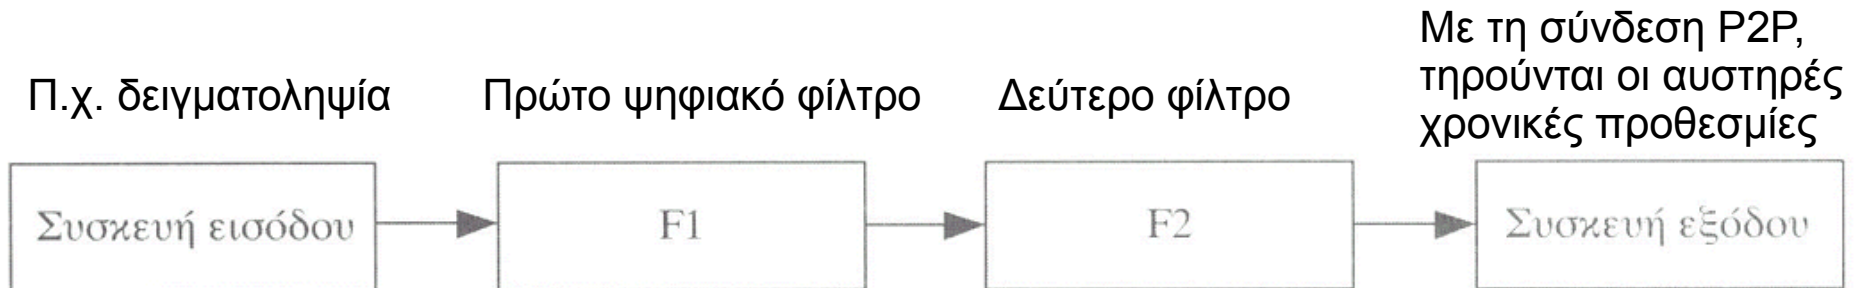 Π.χ. δειγματοληψία
Πρώτο ψηφιακό φίλτρο
Δεύτερο φίλτρο
Με τη σύνδεση P2P,
τηρούνται οι αυστηρές
χρονικές προθεσμίες
Συσκευή εισόδου
F1
F2
Συσκευή εξόδου